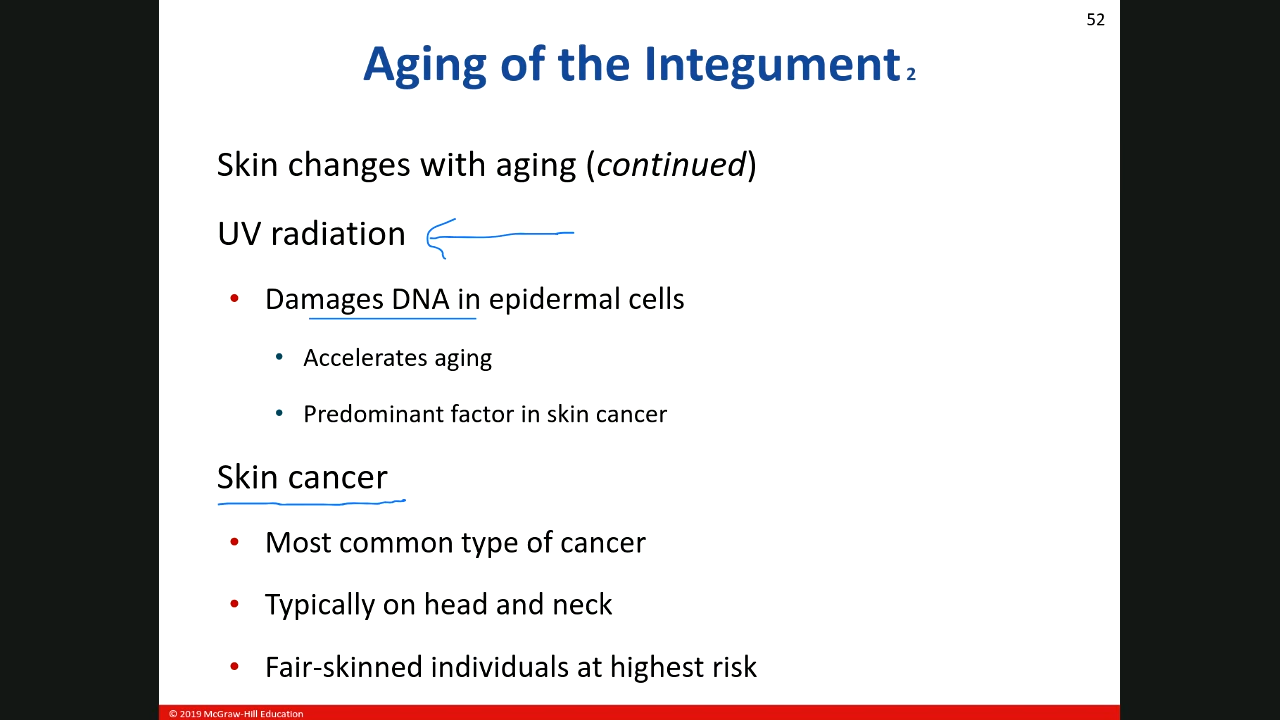 52
Aging of the Integument 2
Skin changes with aging (continued)
UV radiation
• Damages DNA in epidermal cells
• Accelerates aging
• Predominant factor in skin cancer
Skin cancer
• Most common type of cancer
• Typically on head and neck
• Fair-skinned individuals at highest risk
© 2019 McGraw-Hill Education